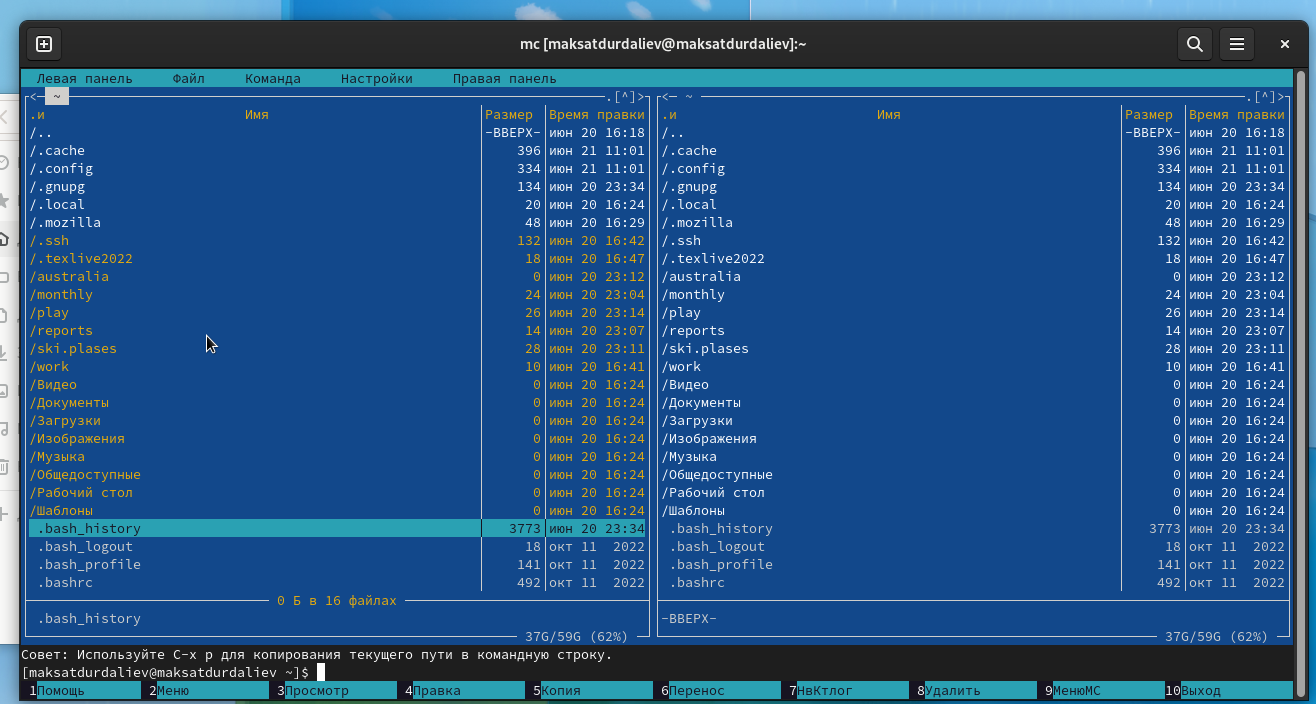 mc [maksatdurdaliev@maksatdurdaliev]:~
Левая панель Файл Команда Настройки Правая панель
<— ~ .[^]>
.и Имя Размер Время правки
/.. -ВВЕРХ- июн 20 16:18
/.cache 396 июн 21 11:01
/.config 334 июн 21 11:01
/.gnupg 134 июн 20 23:34
/.local 20 июн 20 16:24
/.mozilla 48 июн 20 16:29
/.ssh 132 июн 20 16:42
/.texlive2022 18 июн 20 16:47
/australia 0 июн 20 23:12
/monthly 24 июн 20 23:04
/play 26 июн 20 23:14
/reports 14 июн 20 23:07
/ski.plases 28 июн 20 23:11
/work 10 июн 20 16:41
/Видео 0 июн 20 16:24
/Документы 0 июн 20 16:24
/Загрузки 0 июн 20 16:24
/Изображения 0 июн 20 16:24
/Музыка 0 июн 20 16:24
/Общедоступные 0 июн 20 16:24
/Рабочий стол 0 июн 20 16:24
/Шаблоны 0 июн 20 16:24
.bash_history 3773 июн 20 23:34
.bash_logout 18 окт 11 2022
.bash_profile 141 окт 11 2022
.bashrc 492 окт 11 2022
0 Б в 16 файлах
.bash_history
37G/59G (62%)
<— ~ .[^]>
.и Имя Размер Время правки
/.. -ВВЕРХ- июн 20 16:18
/.cache 396 июн 21 11:01
/.config 334 июн 21 11:01
/.gnupg 134 июн 20 23:34
/.local 20 июн 20 16:24
/.mozilla 48 июн 20 16:29
/.ssh 132 июн 20 16:42
/.texlive2022 18 июн 20 16:47
/australia 0 июн 20 23:12
/monthly 24 июн 20 23:04
/play 26 июн 20 23:14
/reports 14 июн 20 23:07
/ski.plases 28 июн 20 23:11
/work 10 июн 20 16:41
/Видео 0 июн 20 16:24
/Документы 0 июн 20 16:24
/Загрузки 0 июн 20 16:24
/Изображения 0 июн 20 16:24
/Музыка 0 июн 20 16:24
/Общедоступные 0 июн 20 16:24
/Рабочий стол 0 июн 20 16:24
/Шаблоны 0 июн 20 16:24
.bash_history 3773 июн 20 23:34
.bash_logout 18 окт 11 2022
.bash_profile 141 окт 11 2022
.bashrc 492 окт 11 2022
-ВВЕРХ-
37G/59G (62%)
Совет: Используйте C-x p для копирования текущего пути в командную строку.
[maksatdurdaliev@maksatdurdaliev ~]$
1Помощь 2Меню 3Просмотр 4Правка 5Копия 6Перенос 7НвКтлог 8Удалить 9МенюМС 10Выход